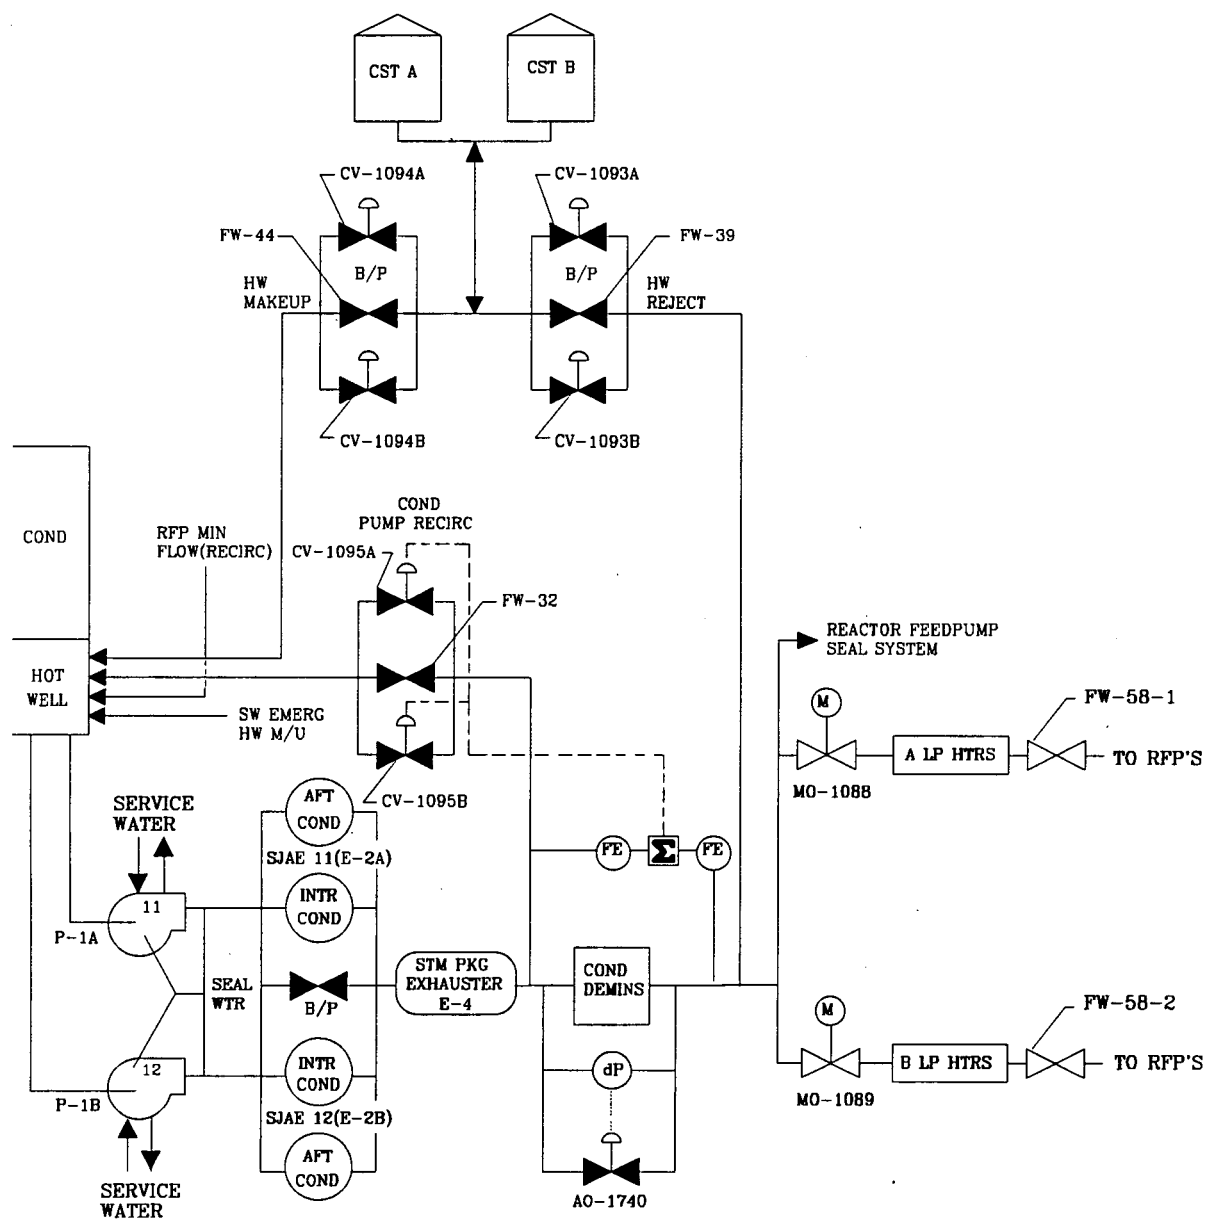 CST A
CST B
CV-1094A
CV-1093A
FW-44
FW-39
B/P
B/P
HW
MAKEUP
HW
REJECT
CV-1094B
CV-1093B
COND
PUMP RECIRC
COND
RFP MIN
FLOW(RECIRC)
CV-1095A
FW-32
REACTOR FEEDPUMP
SEAL SYSTEM
HOT
WELL
SW EMERG
HW M/U
M
FW-58-1
A LP HTRS
TO RFP'S
MO-1088
CV-1095B
SERVICE
WATER
AFT
COND
SJAE 11(E-2A)
FE
Σ
FE
INTR
COND
11
P-1A
SEAL
WTR
B/P
STM PKG
EXHAUSTER
E-4
COND
DEMINS
M
FW-58-2
12
P-1B
INTR
COND
dP
B LP HTRS
TO RFP'S
MO-1089
SJAE 12(E-2B)
AFT
COND
SERVICE
WATER
AO-1740